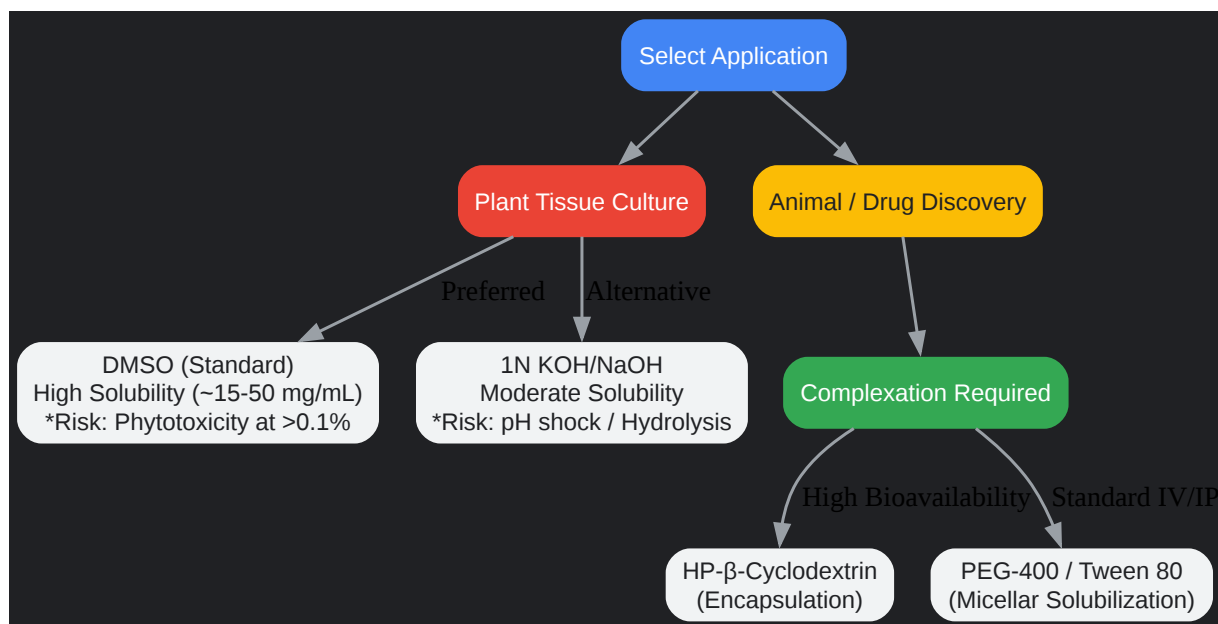 Select Application
Plant Tissue Culture
Animal / Drug Discovery
Preferred
Alternative
DMSO (Standard)
High Solubility (~15-50 mg/mL)
*Risk: Phytotoxicity at >0.1%
1N KOH/NaOH
Moderate Solubility
*Risk: pH shock / Hydrolysis
Complexation Required
High Bioavailability
Standard IV/IP
HP-β-Cyclodextrin
(Encapsulation)
PEG-400 / Tween 80
(Micellar Solubilization)